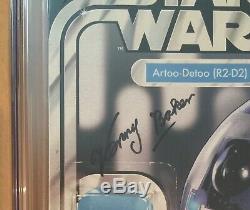 STAR
WARS
Artoo-Detoo (R2-D2)
Kenny Baker